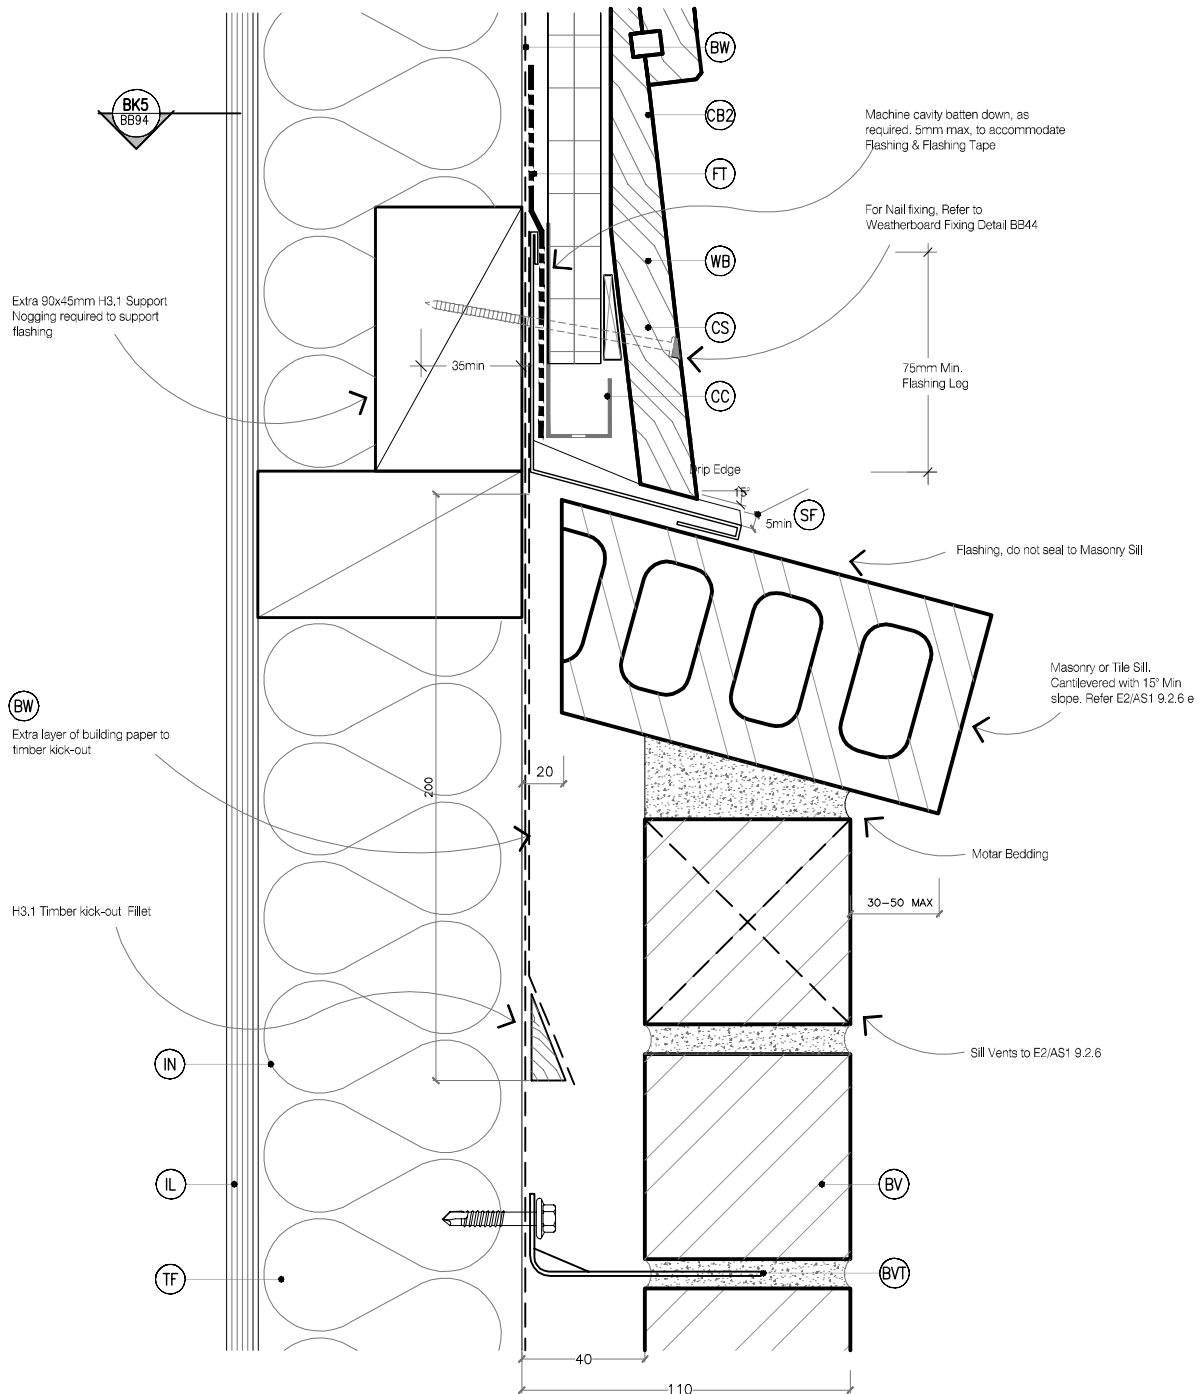 BW
BK5
BB94
CB2
Machine cavity batten down, as
required. 5mm max, to accommodate
Flashing & Flashing Tape
FT
For Nail fixing, Refer to
Weatherboard Fixing Detail BB44
WB
Extra 90x45mm H3.1 Support
Nogging required to support
flashing
CS
35min
75mm Min.
Flashing Leg
CC
Drip Edge
15°
5min
SF
Flashing, do not seal to Masonry Sill
Masonry or Tile Sill.
Cantilevered with 15° Min
slope. Refer E2/AS1 9.2.6 e
BW
Extra layer of building paper to
timber kick-out
20
200
Motar Bedding
30-50 MAX
H3.1 Timber kick-out Fillet
Sill Vents to E2/AS1 9.2.6
IN
IL
BV
TF
BVT
40
110